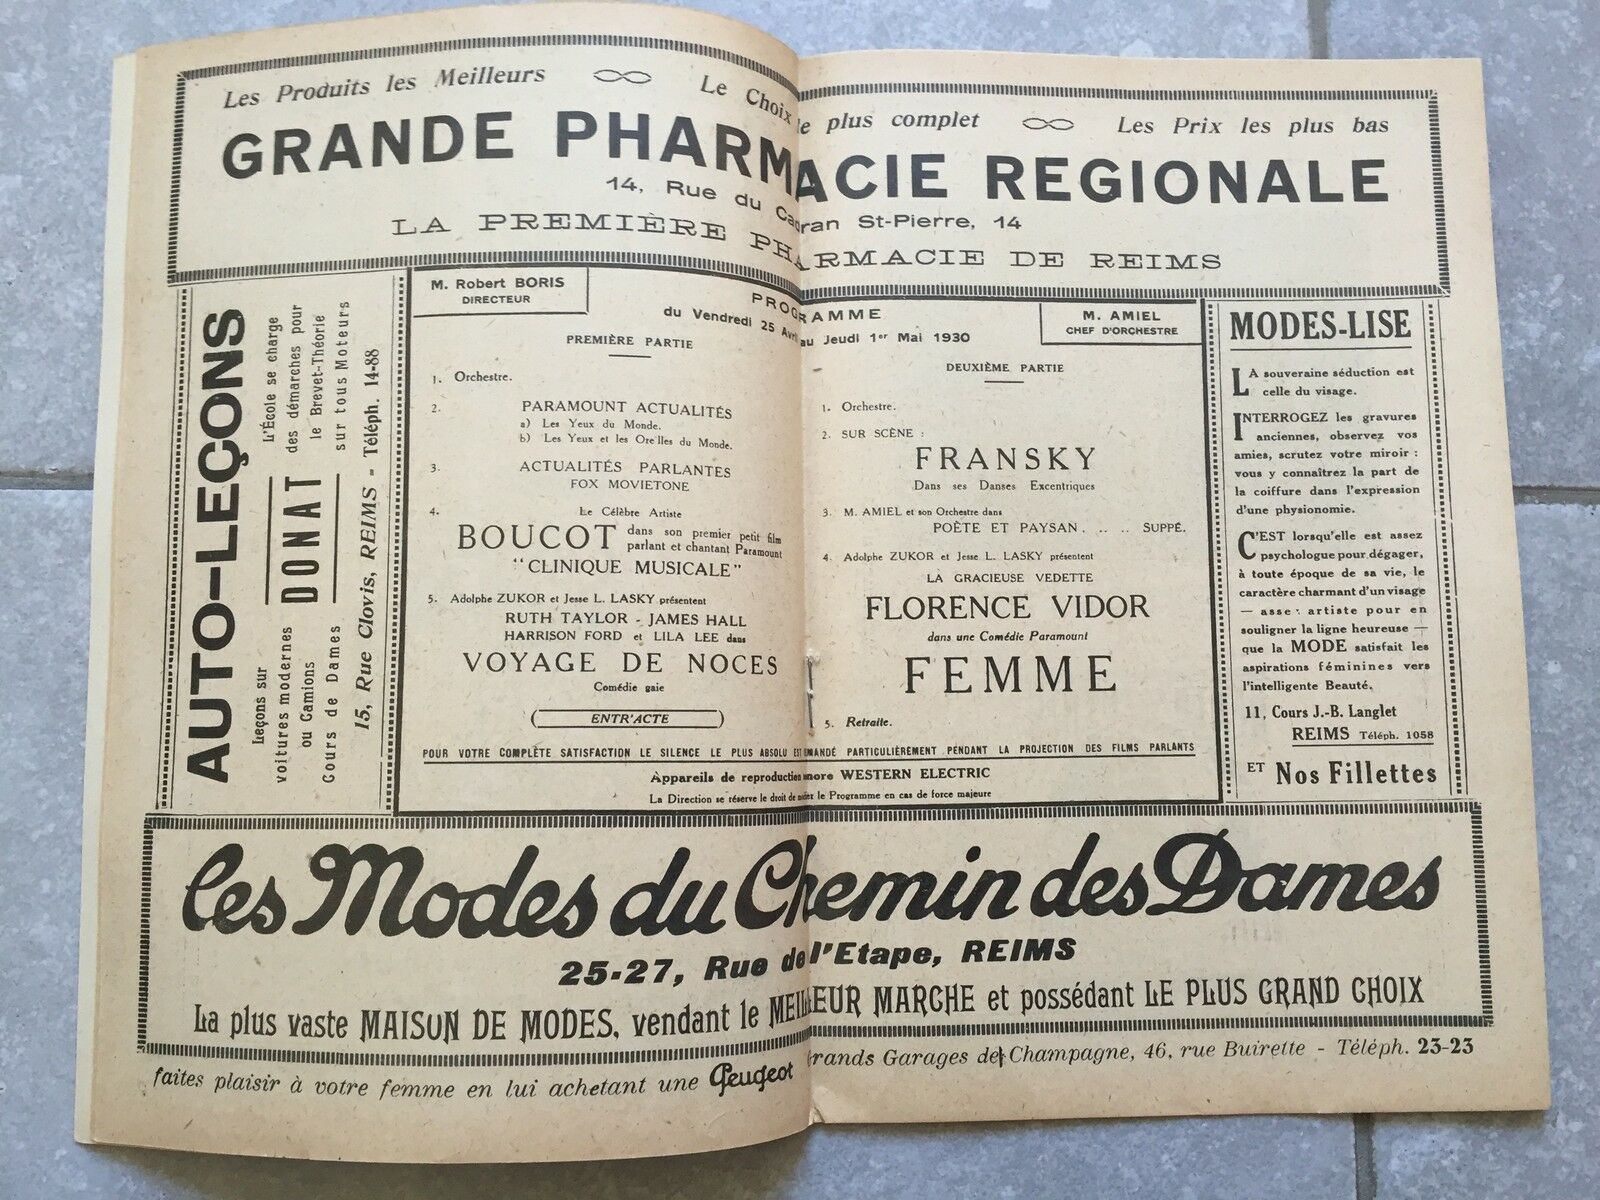 Les Produits les Meilleurs Le Choix le plus complet Les Prix les plus bas
GRANDE PHARMACIE REGIONALE
14, Rue du Cadran St-Pierre, 14
LA PREMIÈRE PHARMACIE DE REIMS
AUTO-LEÇONS
L'École se charge
des démarches pour
le Brevet-Théorie
sur tous Moteurs
DONAT
Leçons sur
voitures modernes
ou Camions
Cours de Dames
15, Rue Clovis, REIMS - Téléph. 14-88
M. Robert BORIS
DIRECTEUR
PROGRAMME
du Vendredi 25 Avril au Jeudi 1er Mai 1930
M. AMIEL
CHEF D'ORCHESTRE
PREMIÈRE PARTIE
1. Orchestre.
2. PARAMOUNT ACTUALITÉS
a) Les Yeux du Monde.
b) Les Yeux et les Ore lles du Monde.
3. ACTUALITÉS PARLANTES
FOX MOVIETONE
4. Le Célèbre Artiste
BOUCOT dans son premier petit film
parlant et chantant Paramount
"CLINIQUE MUSICALE"
5. Adolphe ZUKOR et Jesse L. LASKY présentent
RUTH TAYLOR - JAMES HALL
HARRISON FORD et LILA LEE dans
VOYAGE DE NOCES
Comédie gaie
ENTR'ACTE
DEUXIÈME PARTIE
1. Orchestre.
2. SUR SCÈNE :
FRANSKY
Dans ses Danses Excentriques
3. M. AMIEL et son Orchestre dans
POÈTE ET PAYSAN. .. .. SUPPÉ.
4. Adolphe ZUKOR et Jesse L. LASKY présentent
LA GRACIEUSE VEDETTE
FLORENCE VIDOR
dans une Comédie Paramount
FEMME
5. Retraite.
POUR VOTRE COMPLÈTE SATISFACTION LE SILENCE LE PLUS ABSOLU EST MANDÉ PARTICULIÈREMENT PENDANT LA PROJECTION DES FILMS PARLANTS
Appareils de reproduction nore WESTERN ELECTRIC
La Direction se réserve le droit de le Programme en cas de force majeure
MODES-LISE
LA souveraine séduction est
celle du visage.
INTERROGEZ les gravures
anciennes, observez vos
amies, scrutez votre miroir :
vous y connaîtrez la part de
la coiffure dans l'expression
d'une physionomie.
C'EST lorsqu'elle est assez
psychologue pour dégager,
à toute époque de sa vie, le
caractère charmant d'un visage
— asse artiste pour en
souligner la ligne heureuse —
que la MODE satisfait les
aspirations féminines vers
l'intelligente Beauté.
11, Cours J.-B. Langlet
REIMS Téléph. 1058
ET Nos Fillettes
Les Modes du Chemin des Dames
25-27, Rue de l'Etape, REIMS
La plus vaste MAISON DE MODES, vendant le MEILLEUR MARCHE et possédant LE PLUS GRAND CHOIX
faites plaisir à votre femme en lui achetant une Peugeot rands Garages de Champagne, 46, rue Buirette - Téléph. 23-23